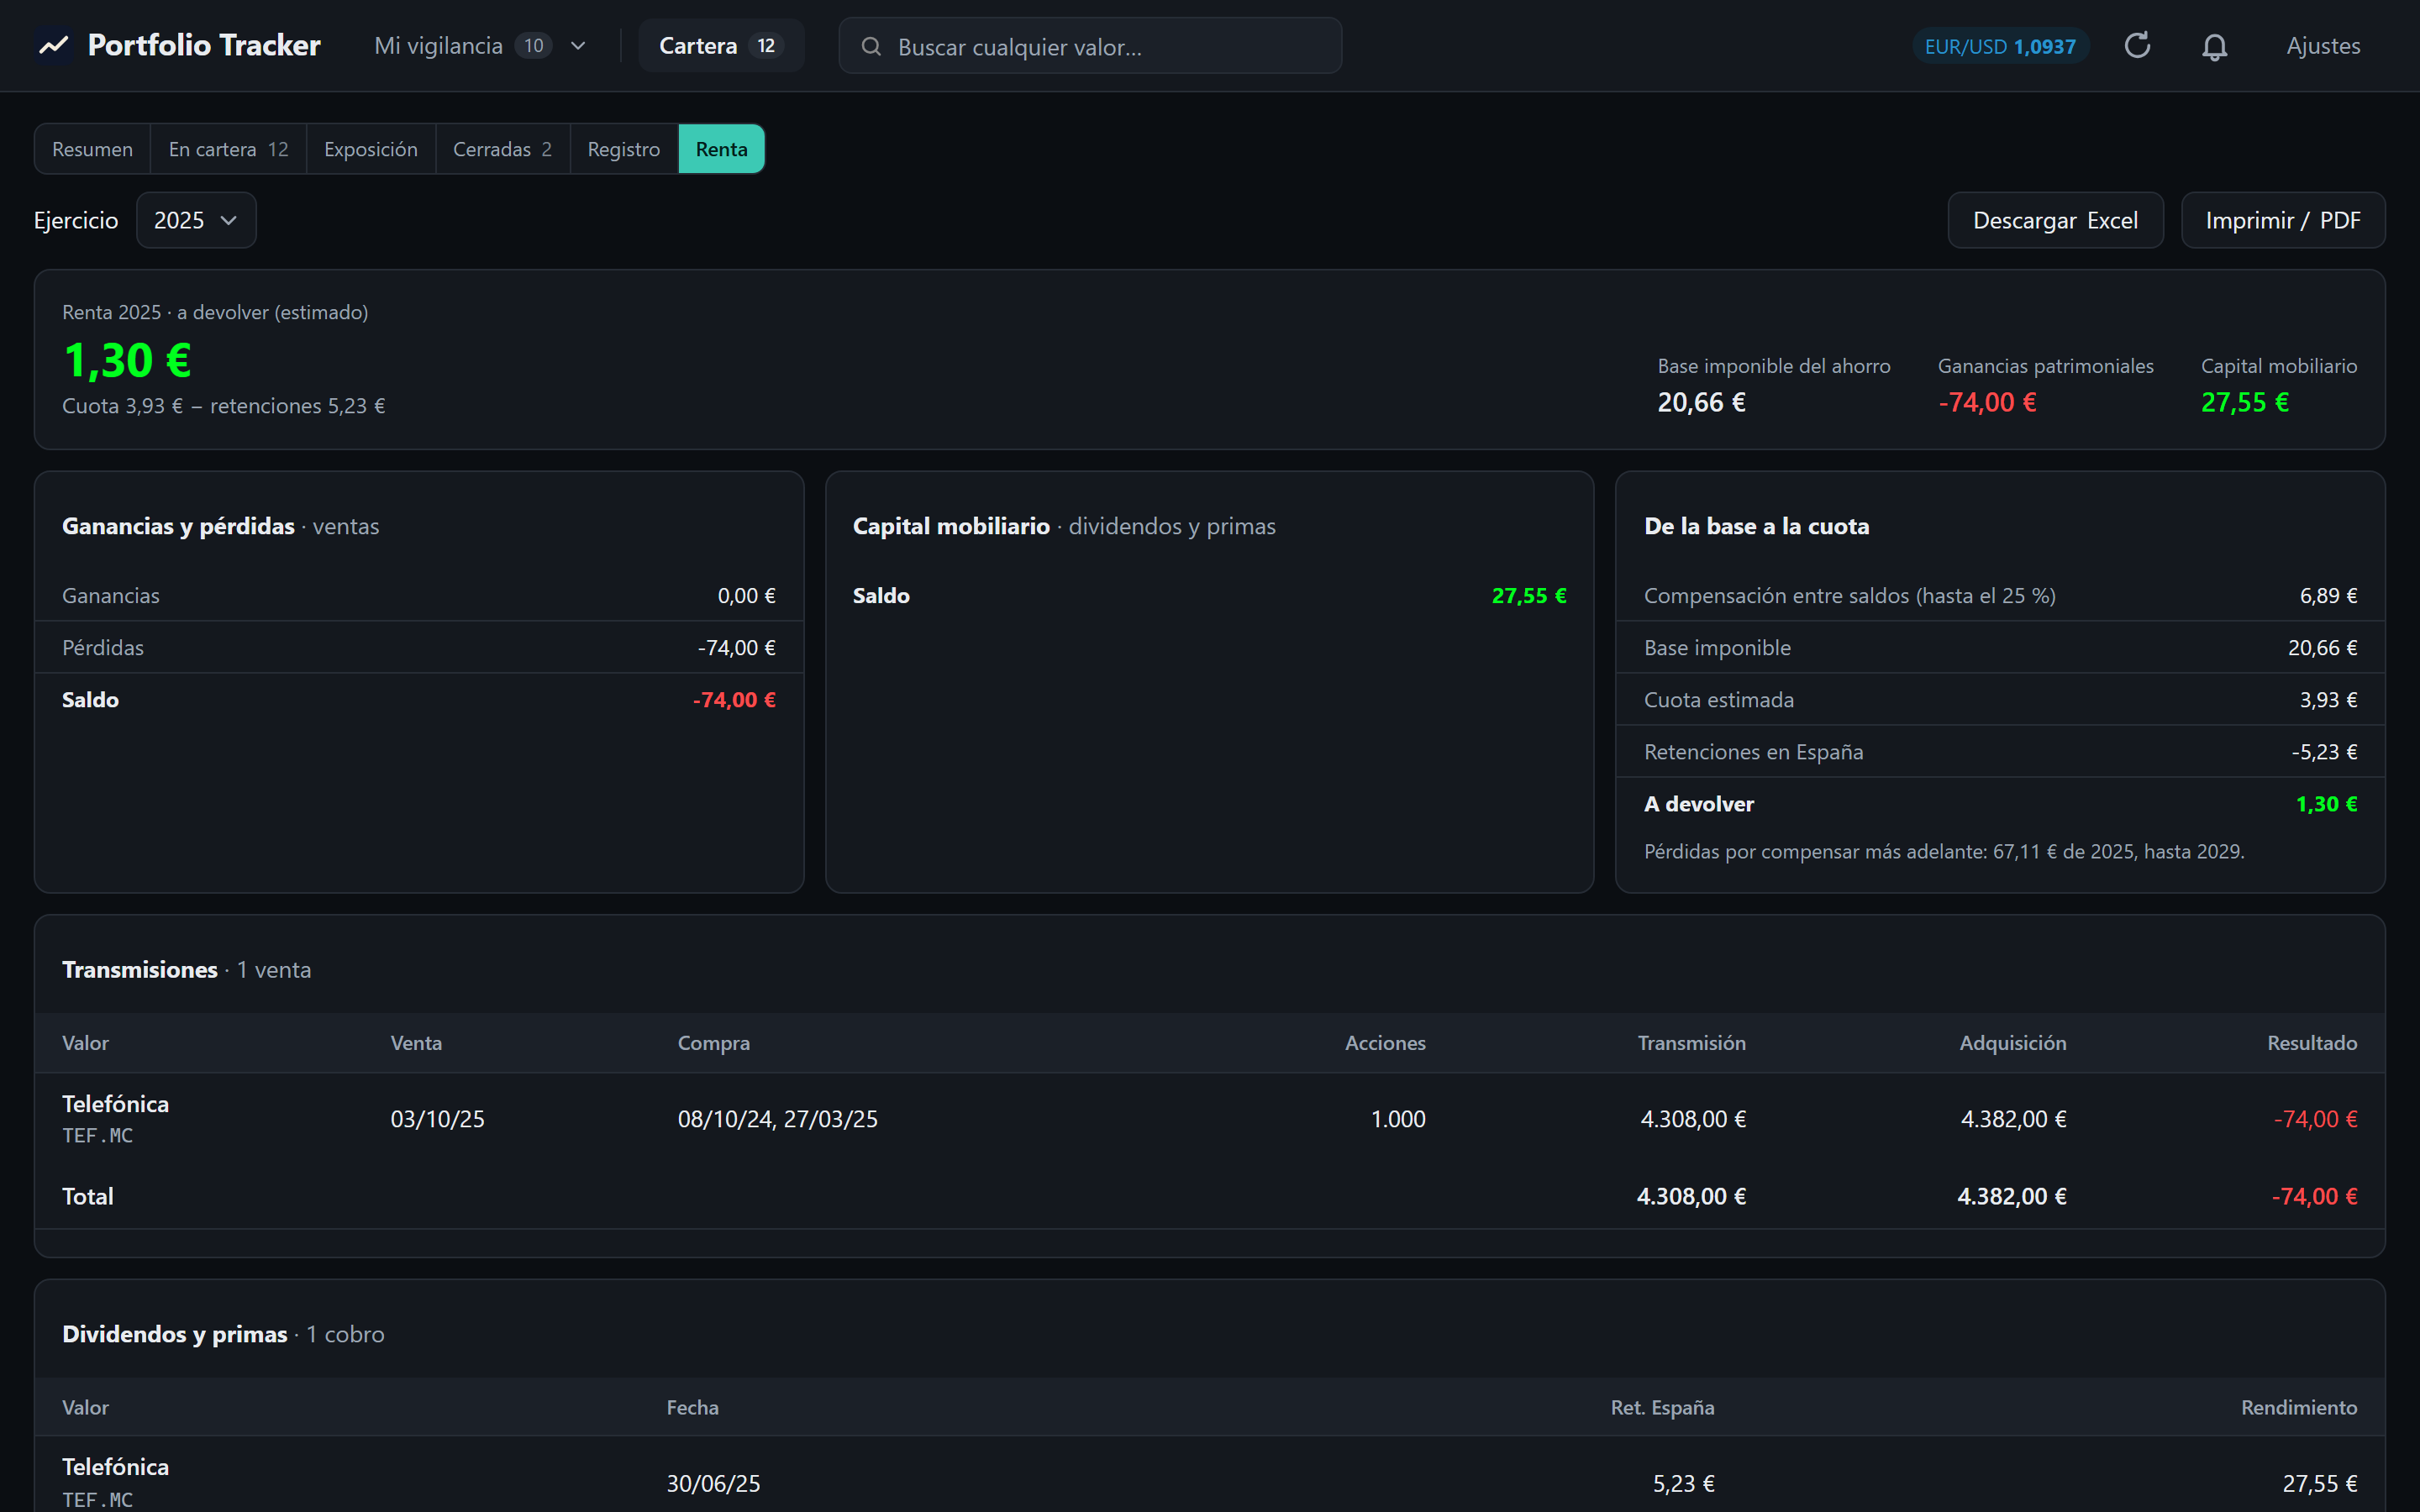 Portfolio Tracker
Mi vigilancia 10
Cartera 12
Buscar cualquier valor...
EUR/USD 1,0937
Ajustes
Resumen
En cartera 12
Exposición
Cerradas 2
Registro
Renta
Ejercicio 2025
Descargar Excel
Imprimir / PDF
Renta 2025 · a devolver (estimado)
1,30 €
Cuota 3,93 € – retenciones 5,23 €
Base imponible del ahorro
20,66 €
Ganancias patrimoniales
-74,00 €
Capital mobiliario
27,55 €
Ganancias y pérdidas · ventas
Ganancias 0,00 €
Pérdidas -74,00 €
Saldo -74,00 €
Capital mobiliario · dividendos y primas
Saldo 27,55 €
De la base a la cuota
Compensación entre saldos (hasta el 25 %) 6,89 €
Base imponible 20,66 €
Cuota estimada 3,93 €
Retenciones en España -5,23 €
A devolver 1,30 €
Pérdidas por compensar más adelante: 67,11 € de 2025, hasta 2029.
Transmisiones · 1 venta
Valor Venta Compra Acciones Transmisión Adquisición Resultado
Telefónica
TEF.MC
03/10/25 08/10/24, 27/03/25 1.000 4.308,00 € 4.382,00 € -74,00 €
Total 4.308,00 € 4.382,00 € -74,00 €
Dividendos y primas · 1 cobro
Valor Fecha Ret. España Rendimiento
Telefónica
TEF.MC
30/06/25 5,23 € 27,55 €